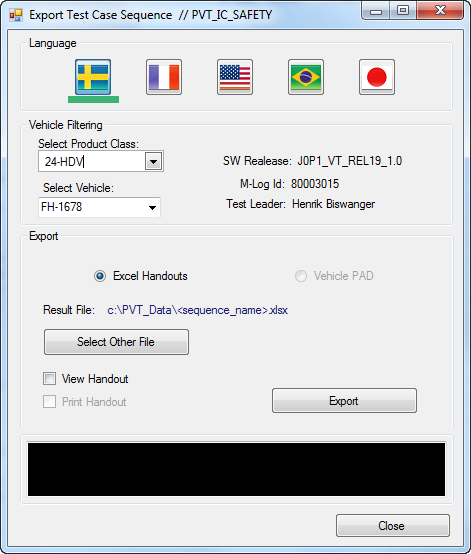 Export Test Case Sequence // PVT_IC_SAFETY
Language
Vehicle Filtering
Select Product Class:
24-HDV
SW Realease: J0P1_VT_REL19_1.0
Select Vehicle:
M-Log Id: 80003015
FH-1678
Test Leader: Henrik Biswanger
Export
Excel Handouts
Vehicle PAD
Result File: c:\PVT_Data\<sequence_name>.xlsx
Select Other File
View Handout
Print Handout
Export
Close